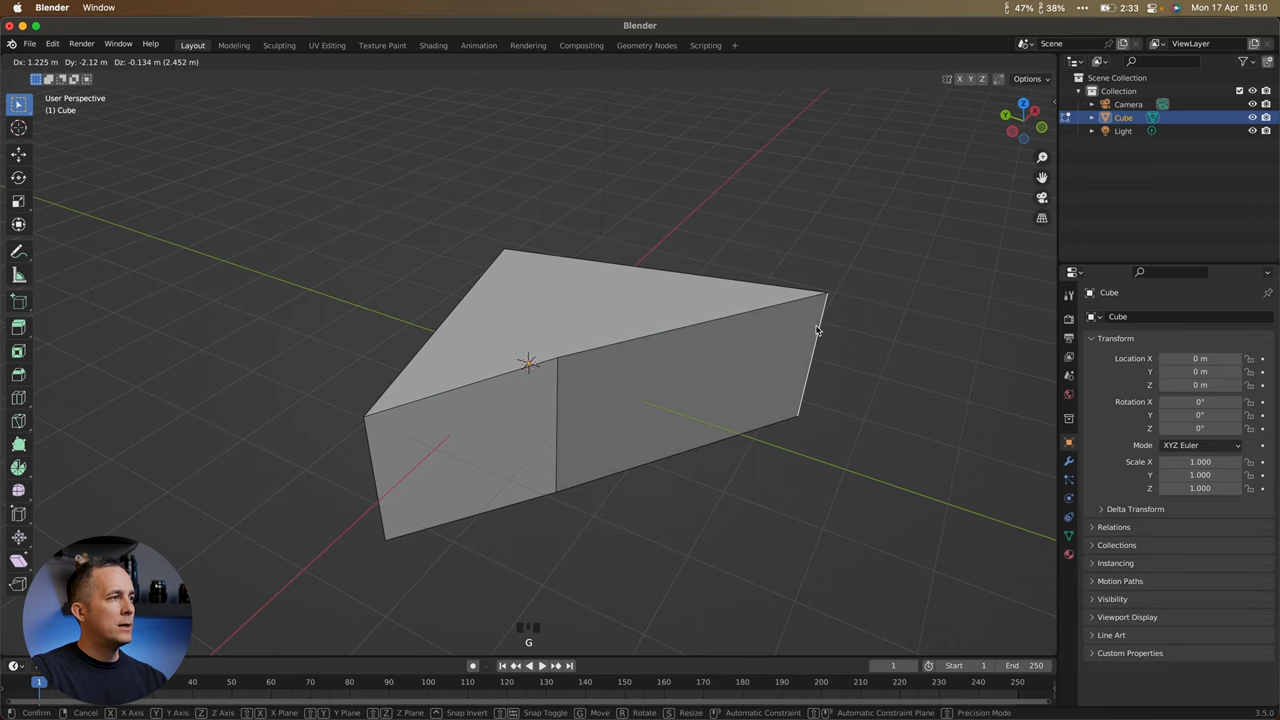 Blender Window 47% 38% ••• 2:33 Mon 17 Apr 18:10
Blender
File Edit Render Window Help Layout Modeling Sculpting UV Editing Texture Paint Shading Animation Rendering Compositing Geometry Nodes Scripting + Scene ViewLayer
Dx: 1.225 m Dy: -2.12 m Dz: -0.134 m (2.452 m)
X Y Z Options
User Perspective
(1) Cube
Z
X
Y
Scene Collection
Collection
Camera
Cube
Light
Cube
Cube
Transform
Location X 0 m
Y 0 m
Z 0 m
Rotation X 0°
Y 0°
Z 0°
Mode XYZ Euler
Scale X 1.000
Y 1.000
Z 1.000
Delta Transform
Relations
Collections
Instancing
Motion Paths
Visibility
Viewport Display
Line Art
Custom Properties
G
1 Start 1 End 250
1 40 50 60 70 80 90 100 110 120 130 140 150 160 170 180 190 200 210 220 230 240 250
Confirm Cancel X X Axis Y Y Axis Z Z Axis X X Plane Y Y Plane Z Z Plane Snap Invert Snap Toggle G Move R Rotate S Resize Automatic Constraint Automatic Constraint Plane Precision Mode 3.5.0